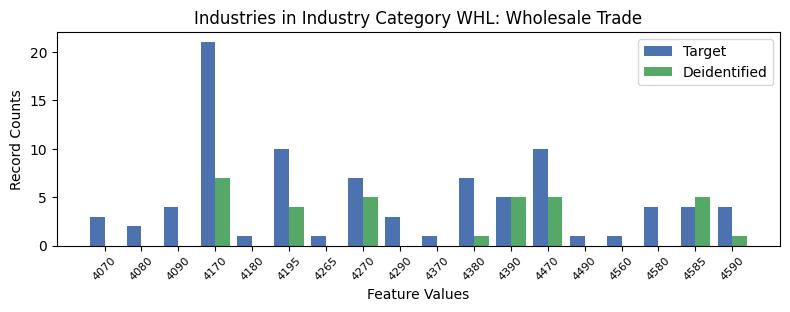 Industries in Industry Category WHL: Wholesale Trade
Target
Deidentified
Record Counts
20
15
10
5
0
4070 4080 4090 4170 4180 4195 4265 4270 4290 4370 4380 4390 4470 4490 4560 4580 4585 4590
Feature Values